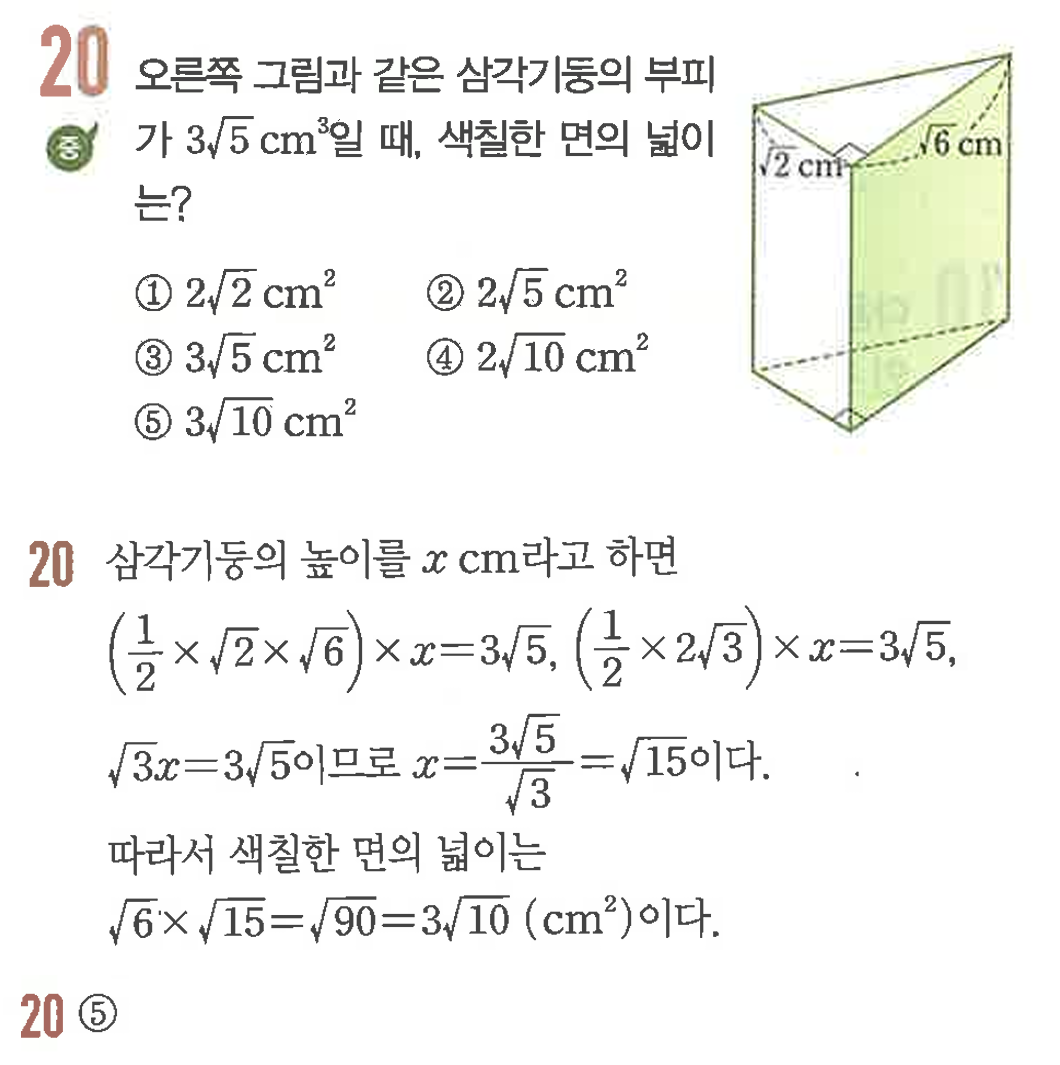 20 오른쪽 그림과 같은 삼각기둥의 부피
중 가 3√5 cm³일 때, 색칠한 면의 넓이
는?
√2 cm
√6 cm
① 2√2 cm² ② 2√5 cm²
③ 3√5 cm² ④ 2√10 cm²
⑤ 3√10 cm²
20 삼각기둥의 높이를 x cm라고 하면
(1/2×√2×√6)×x=3√5, (1/2×2√3)×x=3√5,
√3x=3√5이므로 x=3√5/√3=√15이다.
따라서 색칠한 면의 넓이는
√6×√15=√90=3√10 (cm²)이다.
20 ⑤